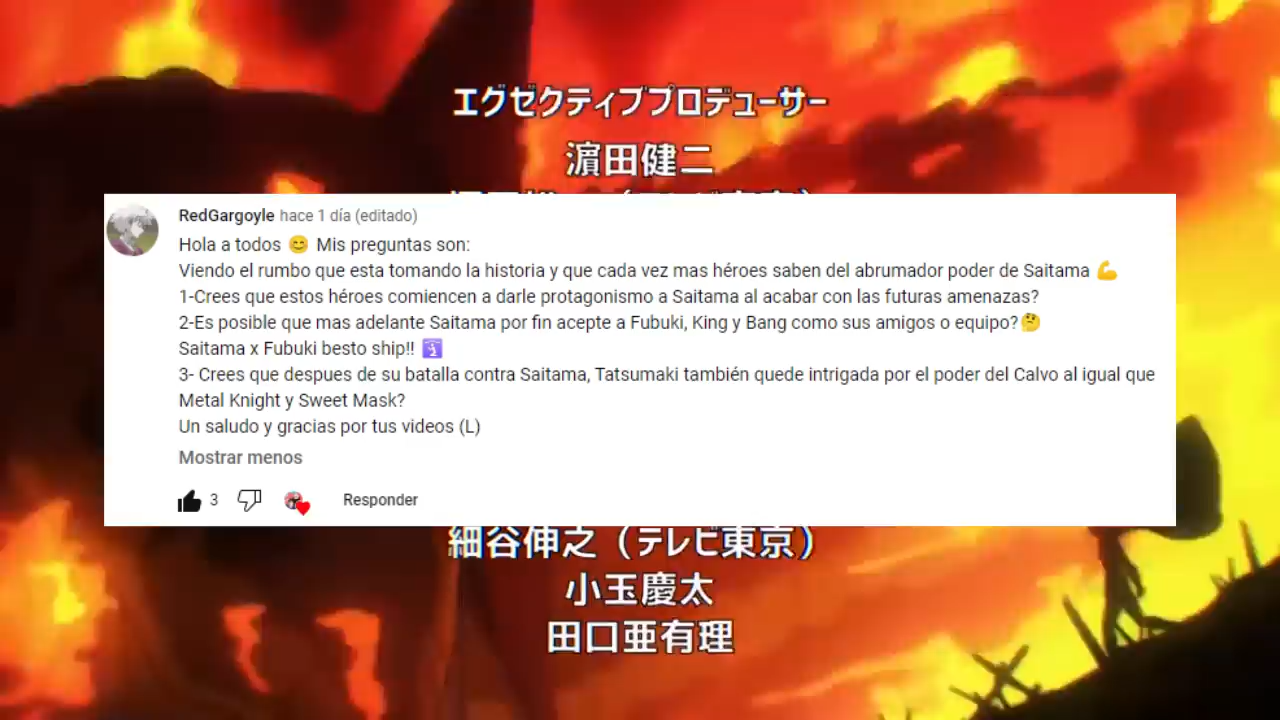 エグゼクティブプロデューサー
濵田健二
RedGargoyle hace 1 día (editado)
Hola a todos 😊 Mis preguntas son:
Viendo el rumbo que esta tomando la historia y que cada vez mas héroes saben del abrumador poder de Saitama 💪
1-Crees que estos héroes comiencen a darle protagonismo a Saitama al acabar con las futuras amenazas?
2-Es posible que mas adelante Saitama por fin acepte a Fubuki, King y Bang como sus amigos o equipo?🤔
Saitama x Fubuki besto ship!! 🛐
3- Crees que despues de su batalla contra Saitama, Tatsumaki también quede intrigada por el poder del Calvo al igual que
Metal Knight y Sweet Mask?
Un saludo y gracias por tus videos (L)
Mostrar menos
3
Responder
細谷伸之（テレビ東京）
小玉慶太
田口亜有理